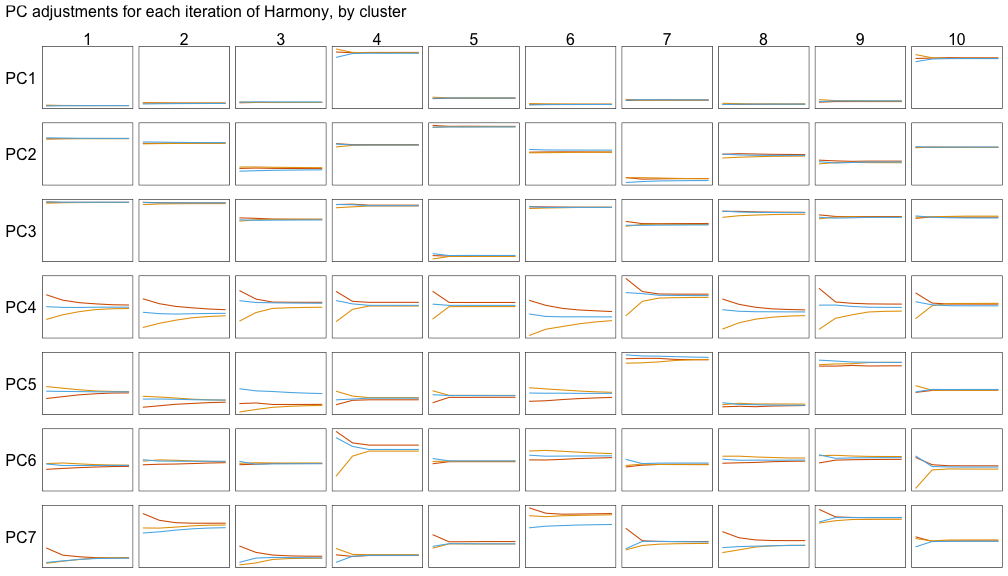 PC adjustments for each iteration of Harmony, by cluster
1 2 3 4 5 6 7 8 9 10
PC1
PC2
PC3
PC4
PC5
PC6
PC7